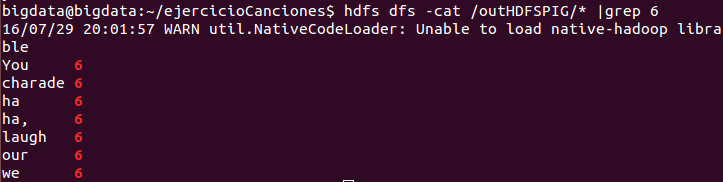 bigdata@bigdata:~/ejercicioCanciones$ hdfs dfs -cat /outHDFSPIG/* |grep 6
16/07/29 20:01:57 WARN util.NativeCodeLoader: Unable to load native-hadoop libra
ble
You 6
charade 6
ha 6
ha, 6
laugh 6
our 6
we 6